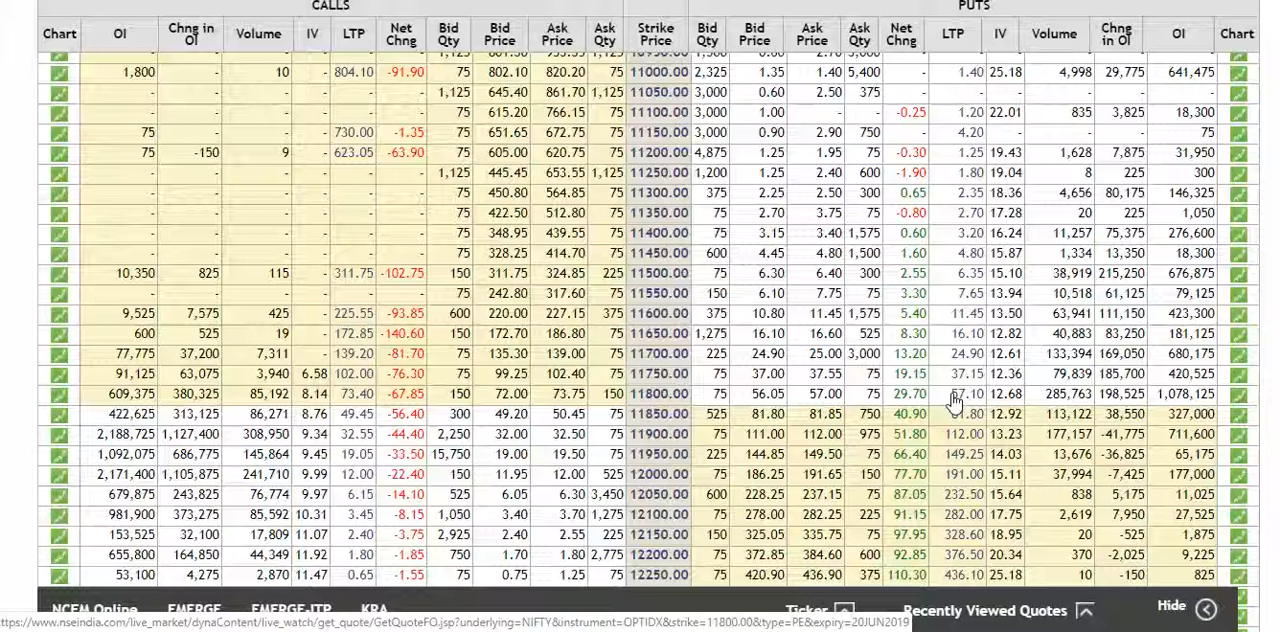 CALLS PUTS
Chart OI Chng in OI Volume IV LTP Net Chng Bid Qty Bid Price Ask Price Ask Qty Strike Price Bid Qty Bid Price Ask Price Ask Qty Net Chng LTP IV Volume Chng in OI OI Chart
1,800 - 10 - 804.10 -91.90 75 802.10 820.20 75 11000.00 2,325 1.35 1.40 5,400 - 1.40 25.18 4,998 29,775 641,475
- - - - - - 1,125 645.40 861.70 1,125 11050.00 3,000 0.60 2.50 375 - - - - - -
- - - - - - 75 615.20 766.15 75 11100.00 3,000 1.00 - - -0.25 1.20 22.01 835 3,825 18,300
75 - - - 730.00 -1.35 75 651.65 672.75 75 11150.00 3,000 0.90 2.90 750 - 4.20 - - - 75
75 -150 9 - 623.05 -63.90 75 605.00 620.75 75 11200.00 4,875 1.25 1.95 75 -0.30 1.25 19.43 1,628 7,875 31,950
- - - - - - 1,125 445.45 653.55 1,125 11250.00 1,200 1.25 2.40 600 -1.90 1.80 19.04 8 225 300
- - - - - - 75 450.80 564.85 75 11300.00 375 2.25 2.50 300 0.65 2.35 18.36 4,656 80,175 146,325
- - - - - - 75 422.50 512.80 75 11350.00 75 2.70 3.75 75 -0.80 2.70 17.28 20 225 1,050
- - - - - - 75 348.95 439.55 75 11400.00 75 3.15 3.40 1,575 0.60 3.20 16.24 11,257 75,375 276,600
- - - - - - 75 328.25 414.70 75 11450.00 600 4.45 4.80 1,500 1.60 4.80 15.87 1,334 13,350 18,300
10,350 825 115 - 311.75 -102.75 150 311.75 324.85 225 11500.00 75 6.30 6.40 300 2.55 6.35 15.10 38,919 215,250 676,875
- - - - - - 75 242.80 317.60 75 11550.00 150 6.10 7.75 75 3.30 7.65 13.94 10,518 61,125 79,125
9,525 7,575 425 - 225.55 -93.85 600 220.00 227.15 375 11600.00 375 10.80 11.45 1,575 5.40 11.45 13.50 63,941 111,150 423,300
600 525 19 - 172.85 -140.60 150 172.70 186.80 75 11650.00 1,275 16.10 16.60 525 8.30 16.10 12.82 40,883 83,250 181,125
77,775 37,200 7,311 - 139.20 -81.70 75 135.30 139.00 75 11700.00 225 24.90 25.00 3,000 13.20 24.90 12.61 133,394 169,050 680,175
91,125 63,075 3,940 6.58 102.00 -76.30 75 99.25 102.40 75 11750.00 75 37.00 37.55 75 19.15 37.15 12.36 79,839 185,700 420,525
609,375 380,325 85,192 8.14 73.40 -67.85 150 72.00 73.75 150 11800.00 75 56.05 57.00 75 29.70 57.10 12.68 285,763 198,525 1,078,125
422,625 313,125 86,271 8.76 49.45 -56.40 300 49.20 50.45 75 11850.00 525 81.80 81.85 750 40.90 12.92 113,122 38,550 327,000
2,188,725 1,127,400 308,950 9.34 32.55 -44.40 2,250 32.00 32.50 75 11900.00 75 111.00 112.00 975 51.80 112.00 13.23 177,157 -41,775 711,600
1,092,075 686,775 145,864 9.45 19.05 -33.50 15,750 19.00 19.50 75 11950.00 225 144.85 149.50 75 66.40 149.25 14.03 13,676 -36,825 65,175
2,171,400 1,105,875 241,710 9.99 12.00 -22.40 150 11.95 12.00 525 12000.00 75 186.25 191.65 150 77.70 191.00 15.11 37,994 -7,425 177,000
679,875 243,825 76,774 9.97 6.15 -14.10 525 6.05 6.30 3,450 12050.00 600 228.25 237.15 75 87.05 232.50 15.64 838 5,175 11,025
981,900 373,275 85,592 10.31 3.45 -8.15 1,050 3.40 3.70 1,275 12100.00 75 278.00 282.25 225 91.15 282.00 17.75 2,619 7,950 27,525
153,525 32,100 17,809 11.07 2.40 -3.75 2,925 2.40 2.55 225 12150.00 150 325.05 335.75 75 97.95 328.60 18.95 20 -525 1,875
655,800 164,850 44,349 11.92 1.80 -1.85 750 1.70 1.80 2,775 12200.00 75 372.85 384.60 600 92.85 376.50 20.34 370 -2,025 9,225
53,100 4,275 2,870 11.47 0.65 -1.55 75 0.75 1.25 75 12250.00 75 420.90 436.90 375 110.30 436.10 25.18 10 -150 825
NCFM Online EMERGE EMERGE-ITP KRA Ticker Recently Viewed Quotes Hide
https://www.nseindia.com/live_market/dynaContent/live_watch/get_quote/GetQuoteFO.jsp?underlying=NIFTY&instrument=OPTIDX&strike=11800.00&type=PE&expiry=20JUN2019